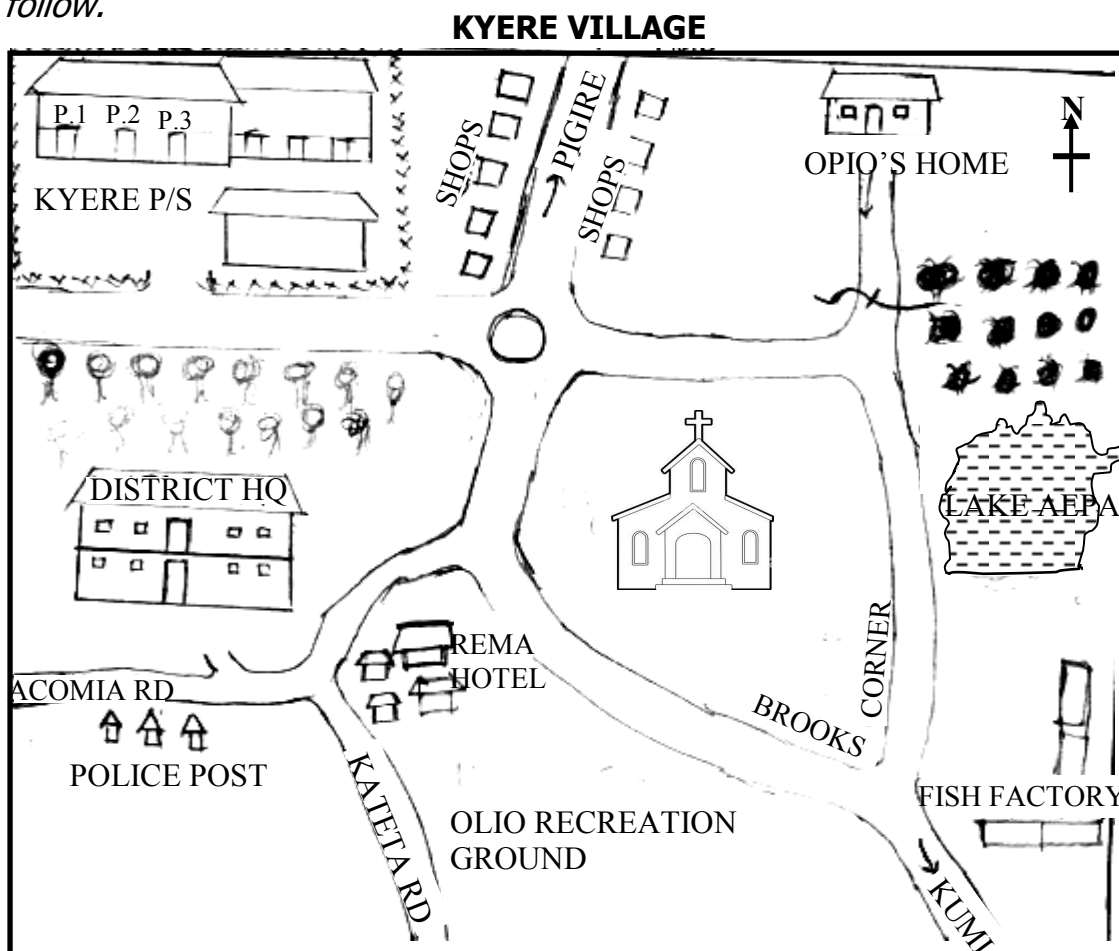 follow.
KYERE VILLAGE
P.1 P.2 P.3
KYERE P/S
SHOPS
PIGIRE
SHOPS
OPIO'S HOME
N
DISTRICT HQ
LAKE AEPA
REMA
HOTEL
CORNER
BROOKS
ACOMIA RD
POLICE POST
KATETA RD
OLIO RECREATION
GROUND
FISH FACTORY
KUMI